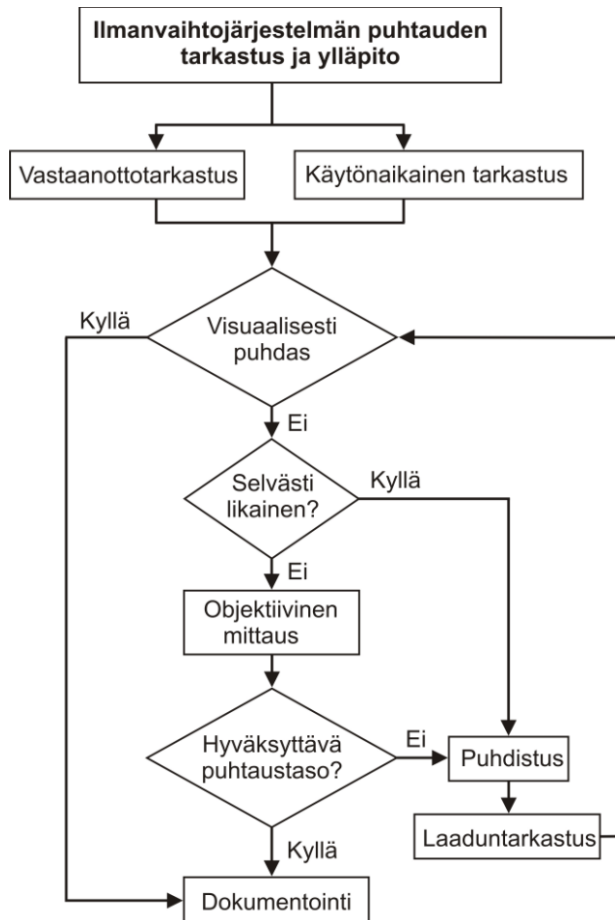 Ilmanvaihtojärjestelmän puhtauden
tarkastus ja ylläpito
Vastaanottotarkastus
Käytönaikainen tarkastus
Kyllä
Visuaalisesti
puhdas
Ei
Selvästi
likainen?
Kyllä
Ei
Objektiivinen
mittaus
Hyväksyttävä
puhtaustaso?
Ei
Puhdistus
Laaduntarkastus
Kyllä
Dokumentointi